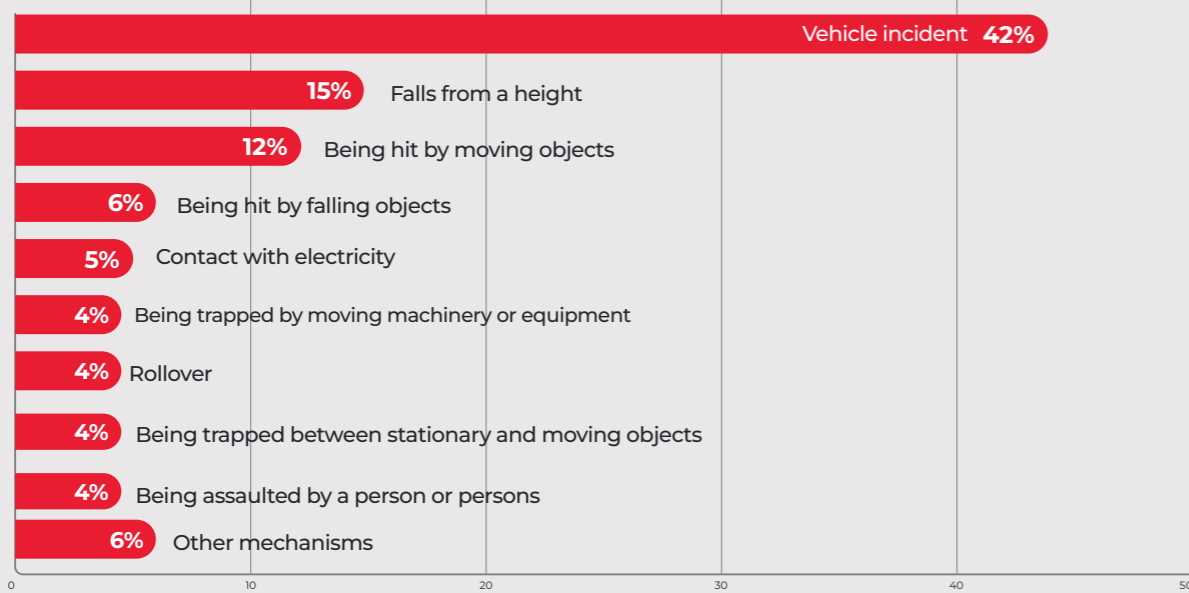 Vehicle incident 42%
15% Falls from a height
12% Being hit by moving objects
6% Being hit by falling objects
5% Contact with electricity
4% Being trapped by moving machinery or equipment
4% Rollover
4% Being trapped between stationary and moving objects
4% Being assaulted by a person or persons
6% Other mechanisms
0 10 20 30 40 50